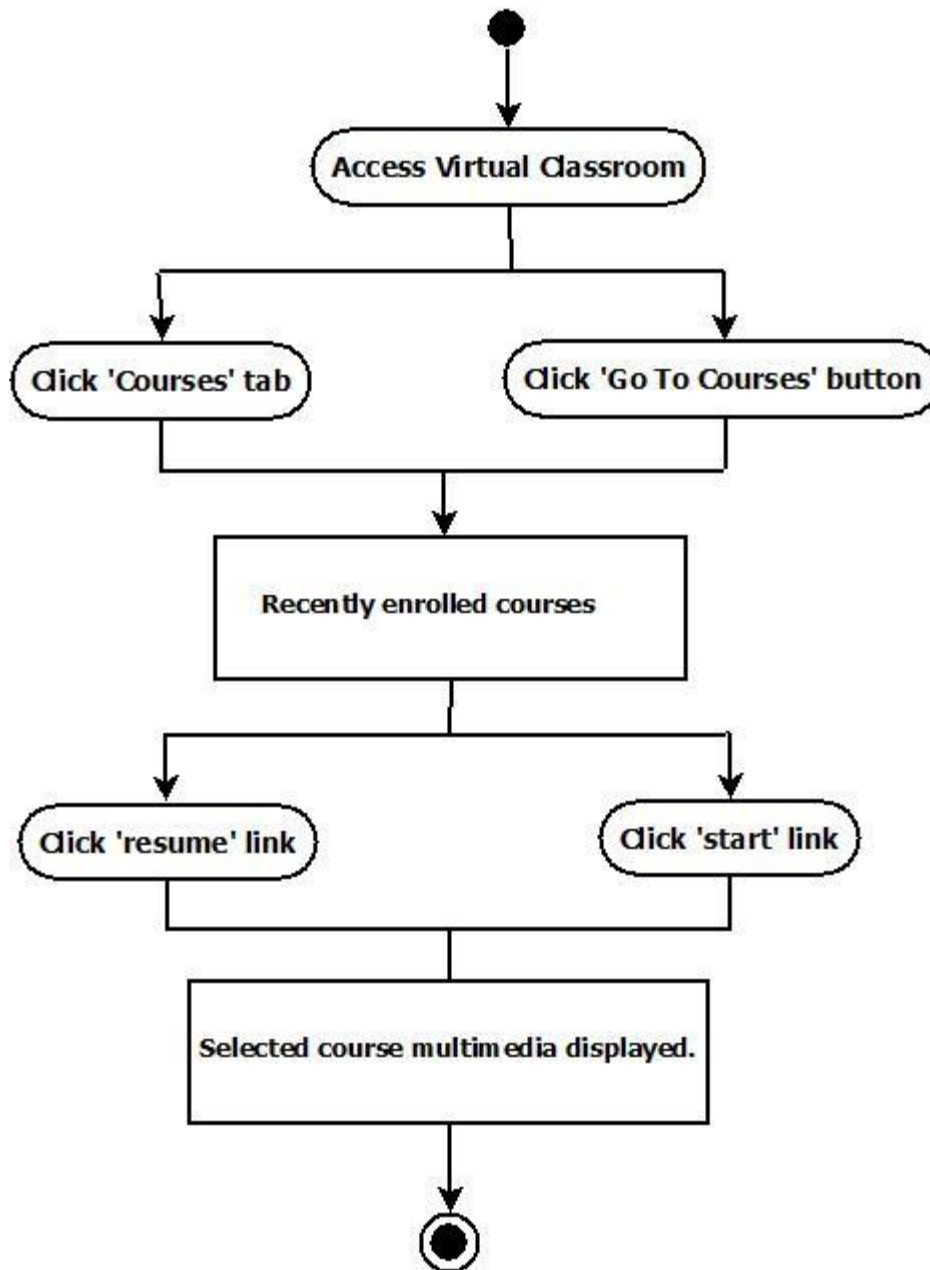 Access Virtual Classroom
Click 'Courses' tab
Click 'Go To Courses' button
Recently enrolled courses
Click 'resume' link
Click 'start' link
Selected course multimedia displayed.